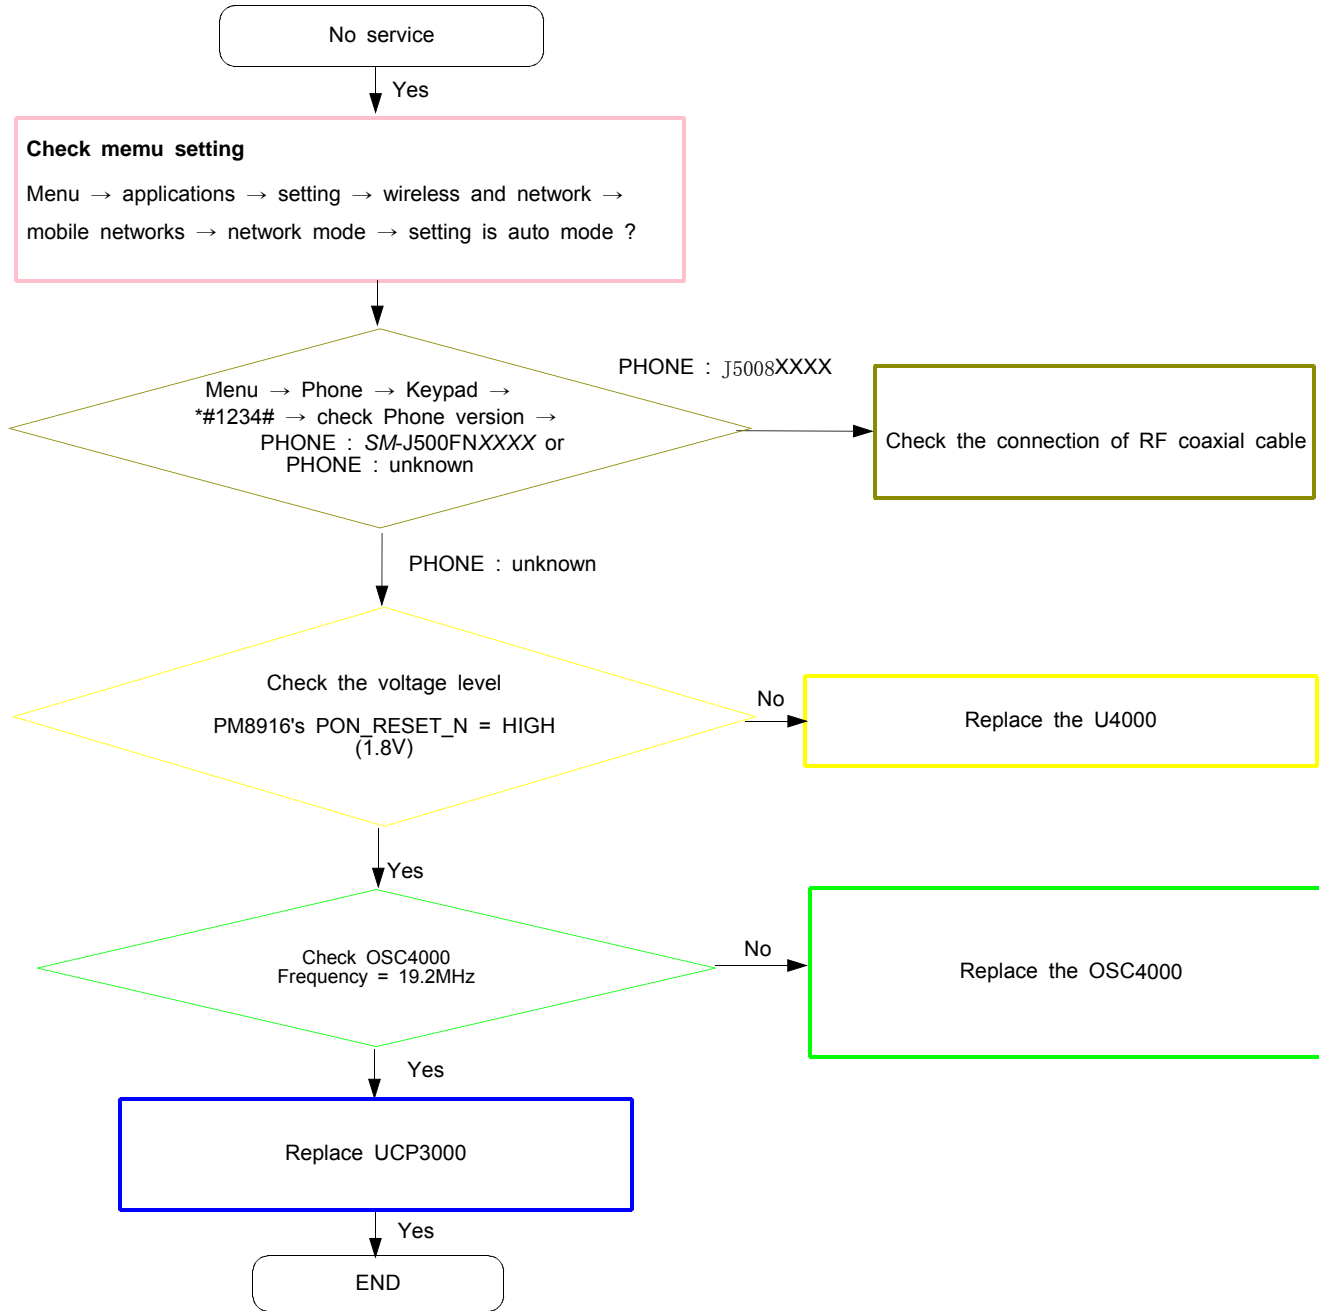 No service
Yes
Check memu setting
Menu → applications → setting → wireless and network →
mobile networks → network mode → setting is auto mode ?
PHONE : J5008XXXX
Menu → Phone → Keypad →
*#1234# → check Phone version →
PHONE : SM-J500FNXXXX or
PHONE : unknown
Check the connection of RF coaxial cable
PHONE : unknown
Check the voltage level
PM8916's PON_RESET_N = HIGH
(1.8V)
No
Replace the U4000
Yes
Check OSC4000
Frequency = 19.2MHz
No
Replace the OSC4000
Yes
Replace UCP3000
Yes
END